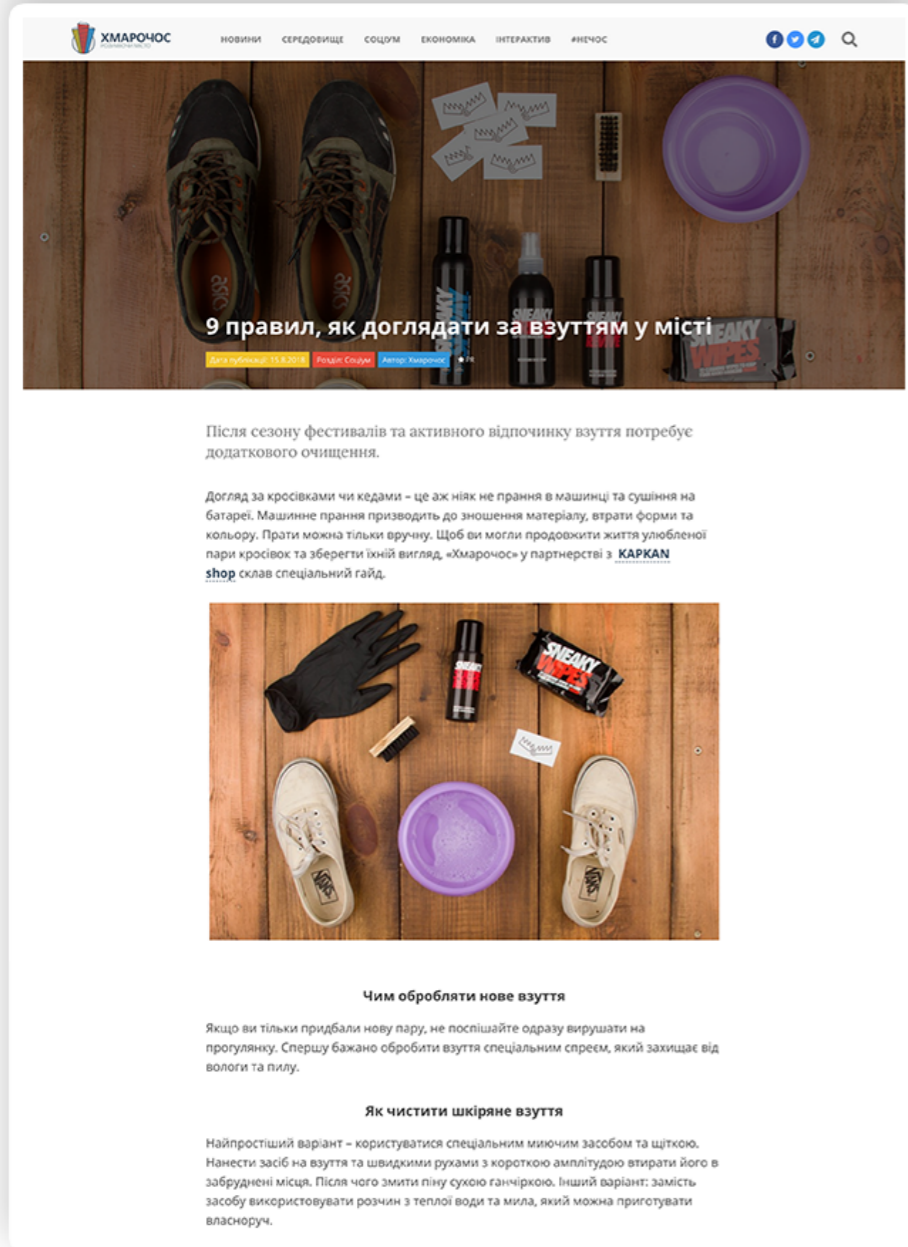 ХМАРОЧОС
НОВИНИ СЕРЕДОВИЩЕ СОЦІУМ ЕКОНОМІКА ІНТЕРАКТИВ #НЕЧОС
asics
SNEAKY
SNEAKY
SNEAKY WIPES
9 правил, як доглядати за взуттям у місті
Дата публікації: 15.8.2018 Розділ: Соціум Автор: Хмарочос PR
Після сезону фестивалів та активного відпочинку взуття потребує
додаткового очищення.
Догляд за кросівками чи кедами – це аж ніяк не прання в машинці та сушіння на
батареї. Машинне прання призводить до зношення матеріалу, втрати форми та
кольору. Прати можна тільки вручну. Щоб ви могли продовжити життя улюбленої
пари кросівок та зберегти їхній вигляд, «Хмарочос» у партнерстві з KAPKAN
shop склав спеціальний гайд.
SNEAKY
SNEAKY
WIPES
VANS
VANS
Чим обробляти нове взуття
Якщо ви тільки придбали нову пару, не поспішайте одразу вирушати на
прогулянку. Спершу бажано обробити взуття спеціальним спреєм, який захищає від
вологи та пилу.
Як чистити шкіряне взуття
Найпростіший варіант – користуватися спеціальним миючим засобом та щіткою.
Нанести засіб на взуття та швидкими рухами з короткою амплітудою втирати його в
забруднені місця. Після чого змити піну сухою ганчіркою. Інший варіант: замість
засобу використовувати розчин з теплої води та мила, який можна приготувати
власноруч.